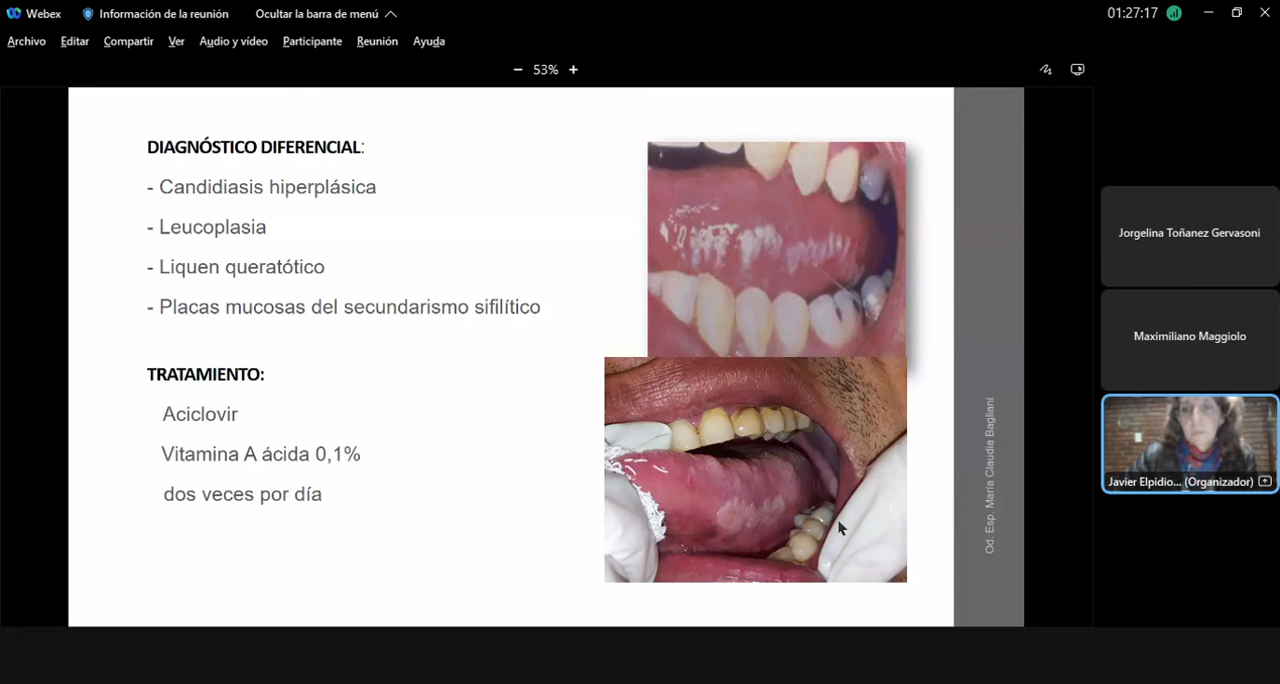 Webex
Información de la reunión
Ocultar la barra de menú
01:27:17
Archivo Editar Compartir Ver Audio y vídeo Participante Reunión Ayuda
− 53% +
DIAGNÓSTICO DIFERENCIAL:
- Candidiasis hiperplásica
- Leucoplasia
- Liquen queratótico
- Placas mucosas del secundarismo sifilítico
TRATAMIENTO:
Aciclovir
Vitamina A ácida 0,1%
dos veces por día
Od. Esp. María Claudia Bagliani
Jorgelina Toñanez Gervasoni
Maximiliano Maggiolo
Javier Elpidio... (Organizador)